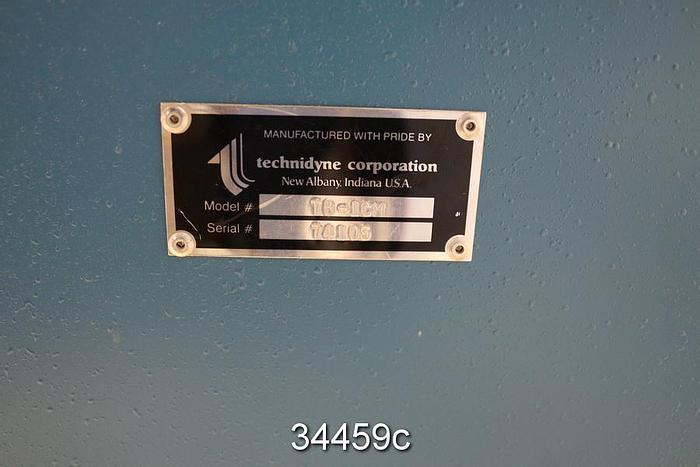 MANUFACTURED WITH PRIDE BY
technidyne corporation
New Albany, Indiana U.S.A.
Model #
Serial #
34459c